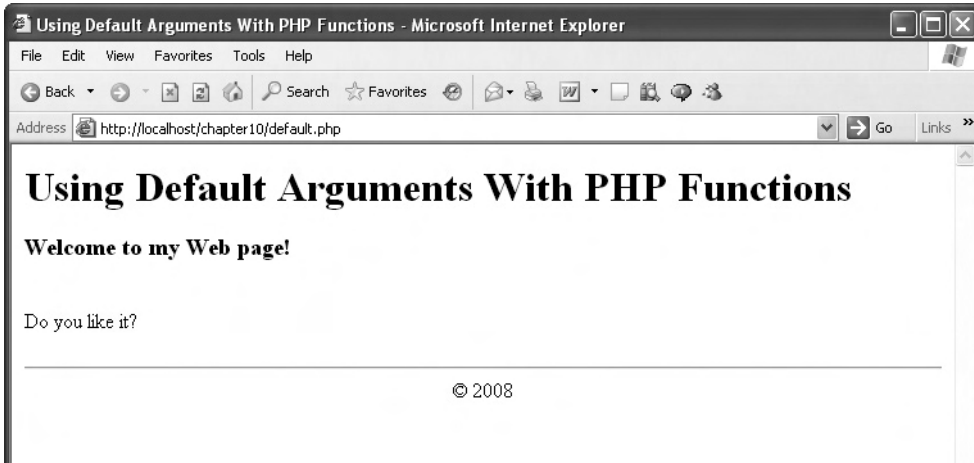 Using Default Arguments With PHP Functions - Microsoft Internet Explorer
File Edit View Favorites Tools Help
Back Search Favorites W
Address http://localhost/chapter10/default.php Go Links »
Using Default Arguments With PHP Functions
Welcome to my Web page!
Do you like it?
© 2008